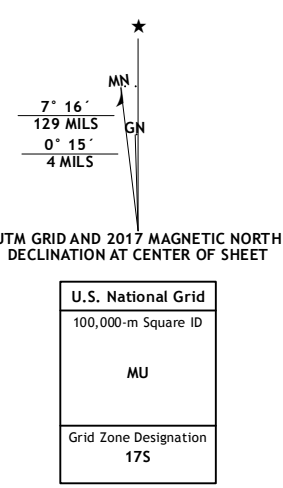 ★
MN
7° 16´
129 MILS
GN
0° 15´
4 MILS
UTM GRID AND 2017 MAGNETIC NORTH
DECLINATION AT CENTER OF SHEET
U.S. National Grid
100,000-m Square ID
MU
Grid Zone Designation
17S